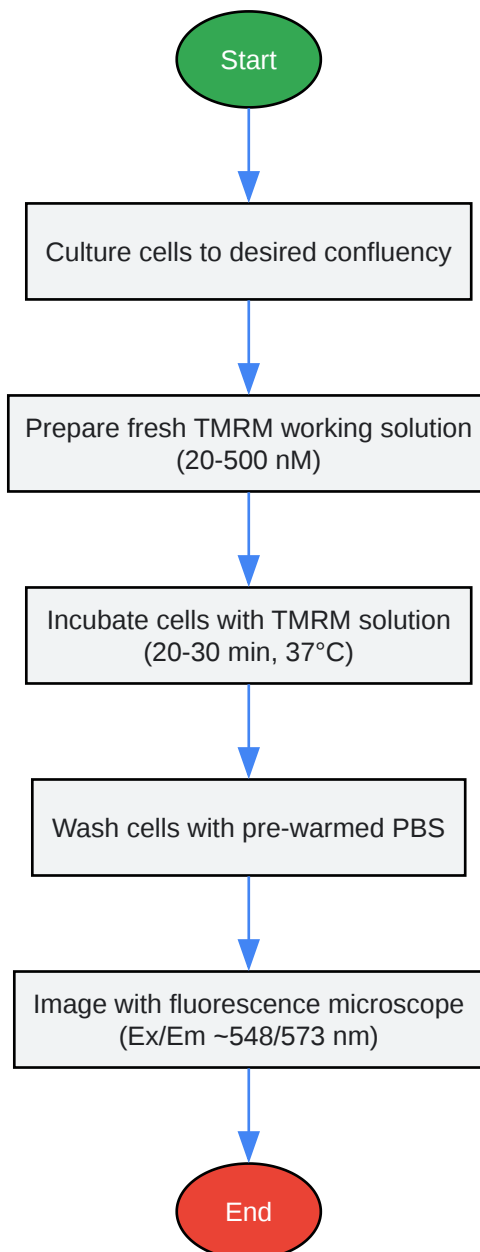 Start
Culture cells to desired confluency
Prepare fresh TMRM working solution
(20-500 nM)
Incubate cells with TMRM solution
(20-30 min, 37°C)
Wash cells with pre-warmed PBS
Image with fluorescence microscope
(Ex/Em ~548/573 nm)
End